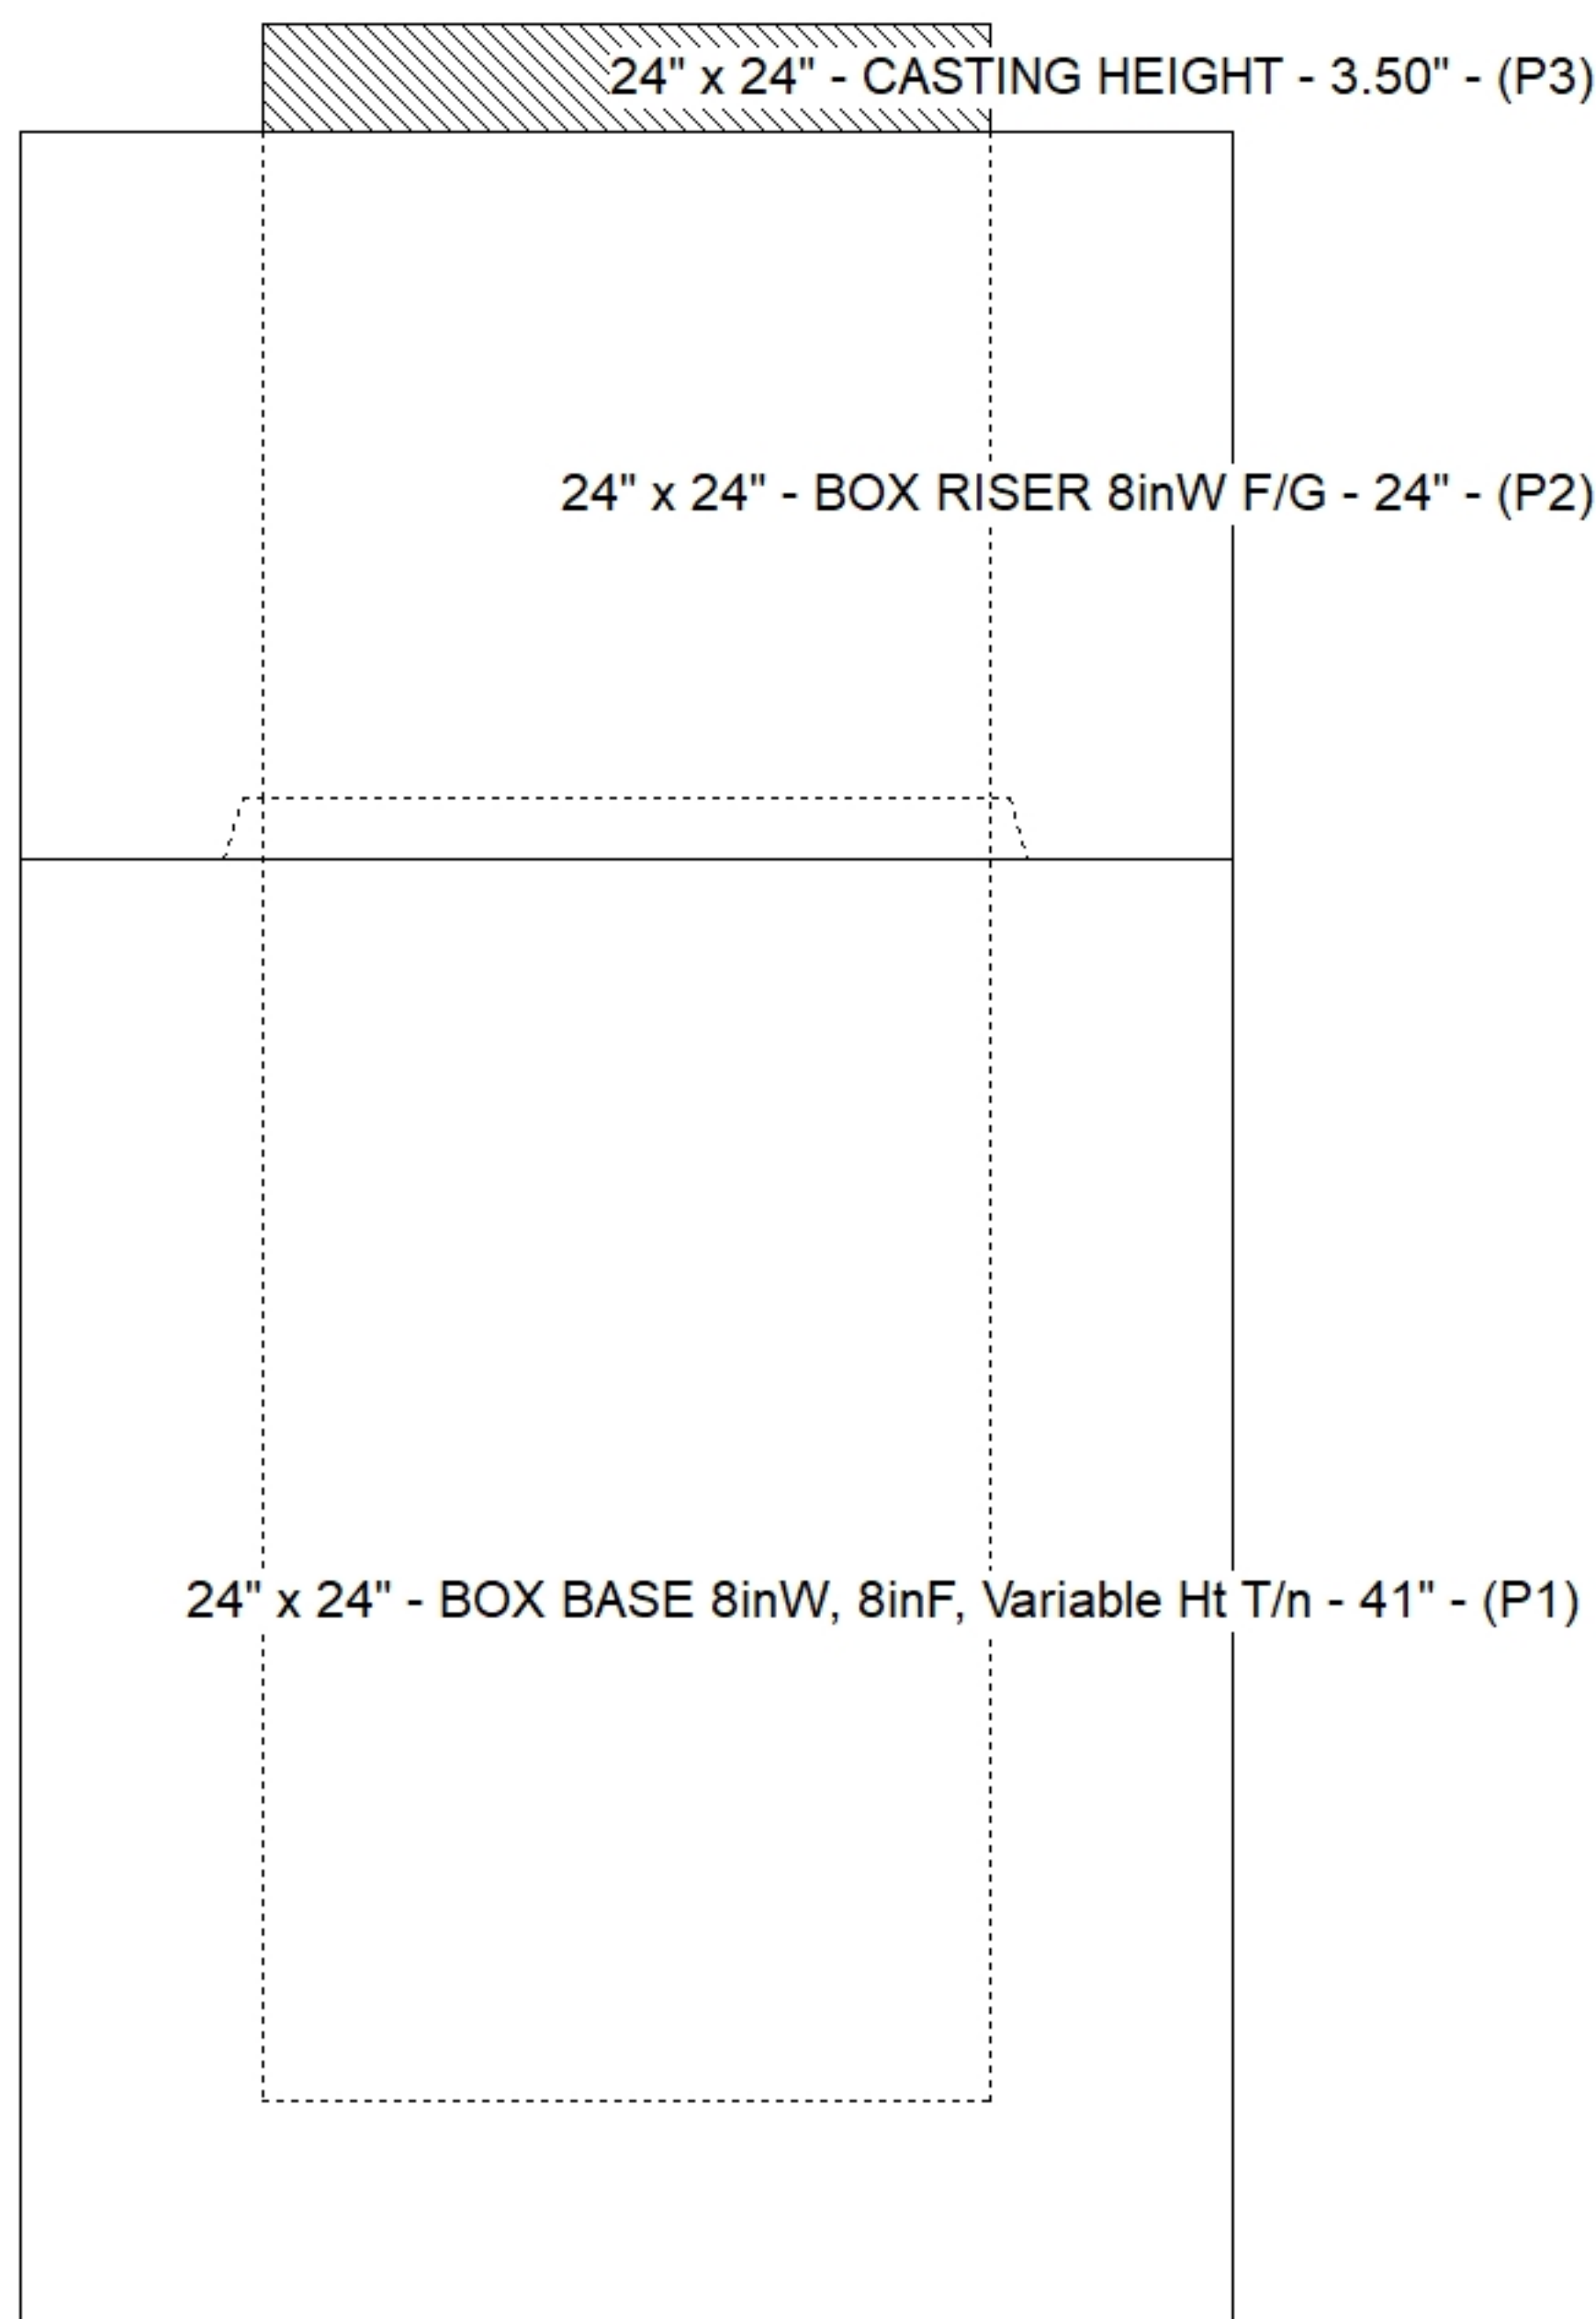 24" x 24" - CASTING HEIGHT - 3.50" - (P3)
24" x 24" - BOX RISER 8inW F/G - 24" - (P2)
24" x 24" - BOX BASE 8inW, 8inF, Variable Ht T/n - 41" - (P1)